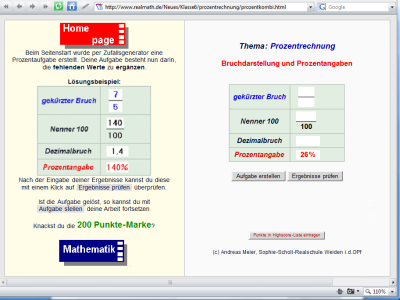 http://www.realmath.de/Neues/Klasse6/prozentrechnung/prozentkombi.html
Google
Home
page
Beim Seitenstart wurde per Zufallsgenerator eine
Prozentaufgabe erstellt. Deine Aufgabe besteht nun darin,
die fehlenden Werte zu ergänzen.
Lösungsbeispiel:
gekürzter Bruch
7
5
Nenner 100
140
100
Dezimalbruch
1,4
Prozentangabe
140%
Nach der Eingabe deiner Ergebnisse kannst du diese
mit einem Klick auf Ergebnisse prüfen überprüfen.
Ist die Aufgabe gelöst, so kannst du mit
Aufgabe stellen deine Arbeit fortsetzen.
Knackst du die 200 Punkte-Marke?
Mathematik
Thema: Prozentrechnung
Bruchdarstellung und Prozentangaben
gekürzter Bruch
Nenner 100
100
Dezimalbruch
Prozentangabe
26%
Aufgabe erstellen
Ergebnisse prüfen
Punkte in Highscore-Liste eintragen
(c) Andreas Meier, Sophie-Scholl-Realschule Weiden i.d.OPf
110%